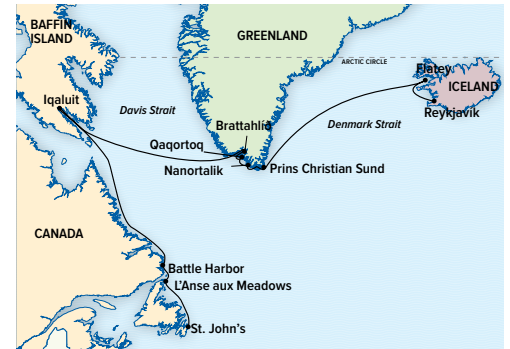 BAFFIN
ISLAND
GREENLAND
ARCTIC CIRCLE
Flatey
ICELAND
Iqaluit
Davis Strait
Brattahlid
Denmark Strait
Reykjavik
Qaqortoq
Nanortalik
Prins Christian Sund
CANADA
Battle Harbor
L'Anse aux Meadows
St. John's